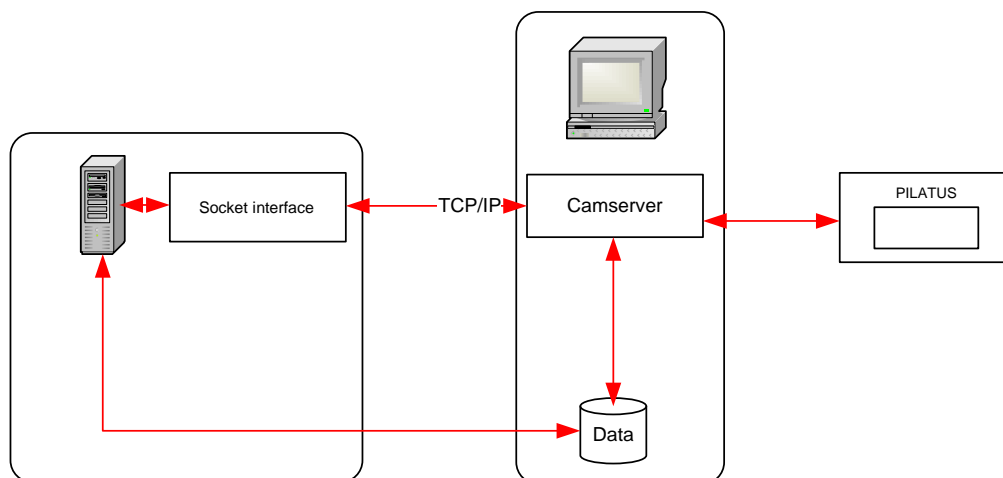 Socket interface
TCP/IP
Camserver
PILATUS
Data